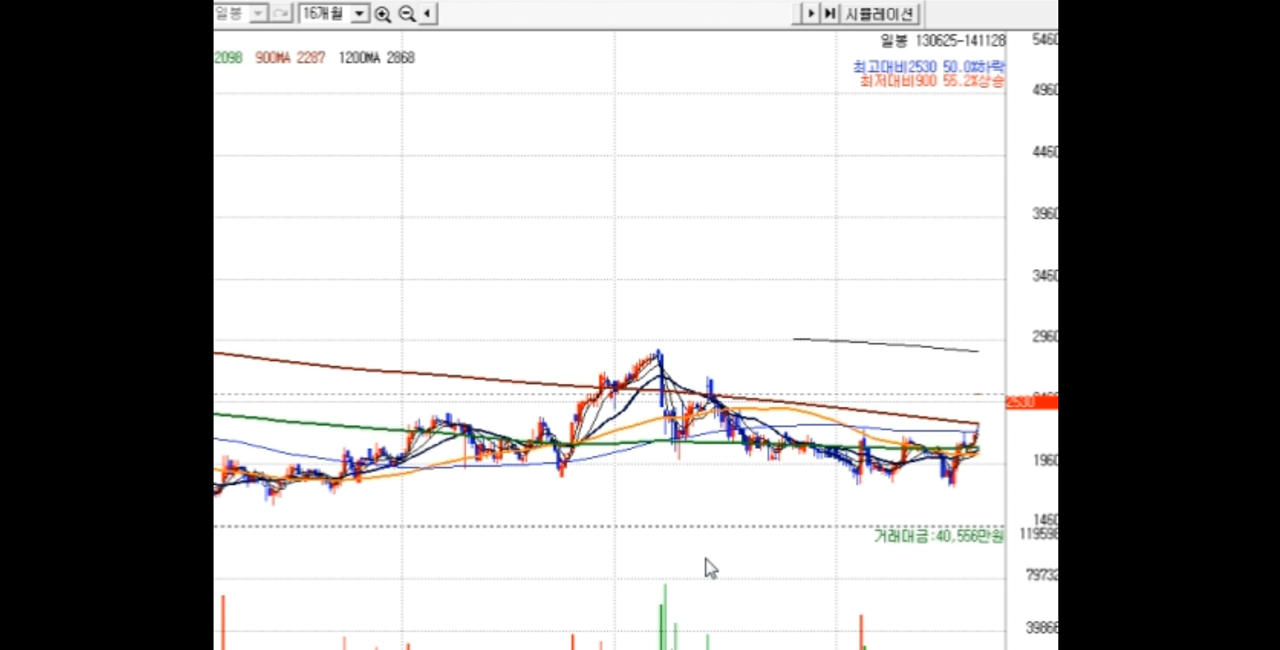 일봉 16개월 시뮬레이션
일봉 130625-141128
2098 900MA 2287 1200MA 2868
최고대비2530 50.0%하락
최저대비900 55.2%상승
5460
4960
4460
3960
3460
2960
2530
1960
1460
거래대금:40,556만원
119598
79732
39866